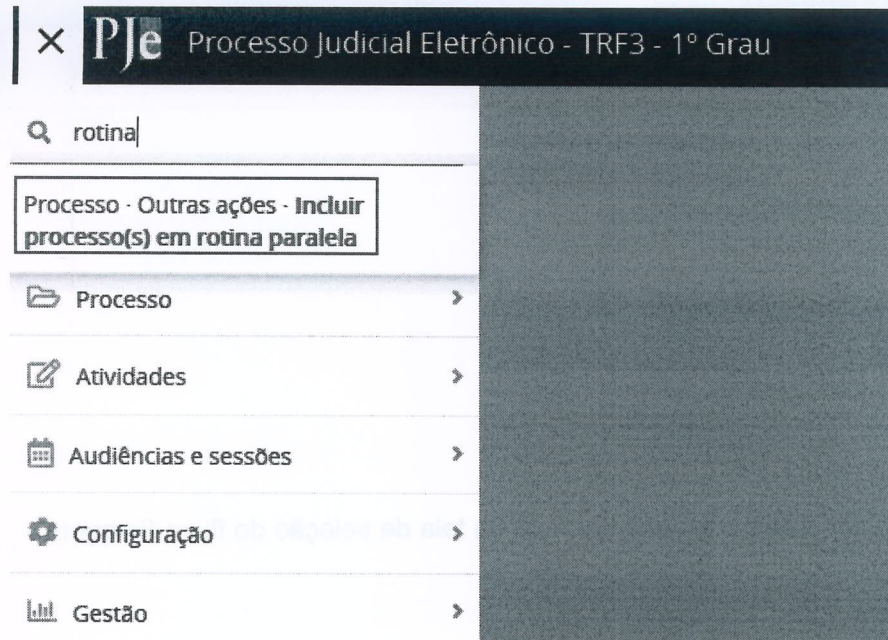 × PJe Processo Judicial Eletrônico - TRF3 - 1º Grau
rotina
Processo · Outras ações · Incluir
processo(s) em rotina paralela
Processo
Atividades
Audiências e sessões
Configuração
Gestão